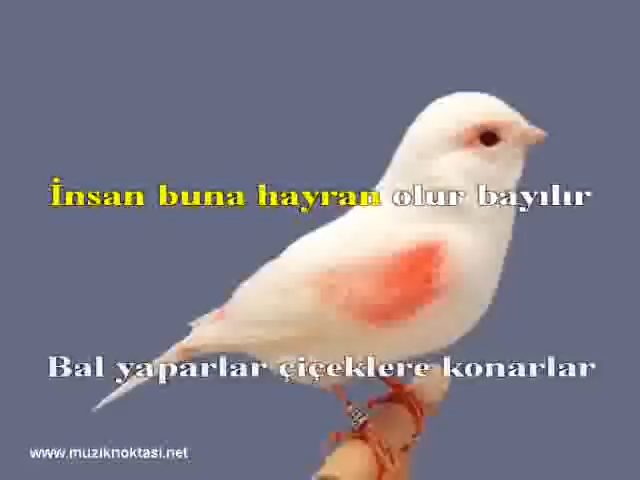 İnsan buna hayran olur bayılır
Bal yaparlar çiçeklere konarlar
www.muziknoktasi.net